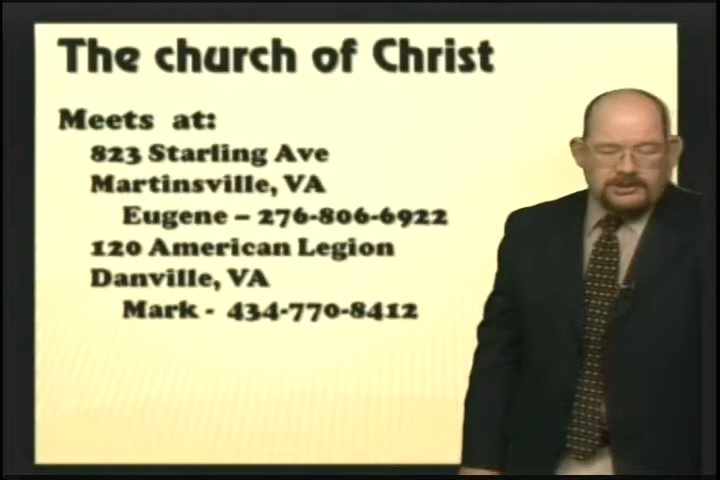 The church of Christ
Meets at:
823 Starling Ave
Martinsville, VA
Eugene – 276-806-6922
120 American Legion
Danville, VA
Mark - 434-770-8412